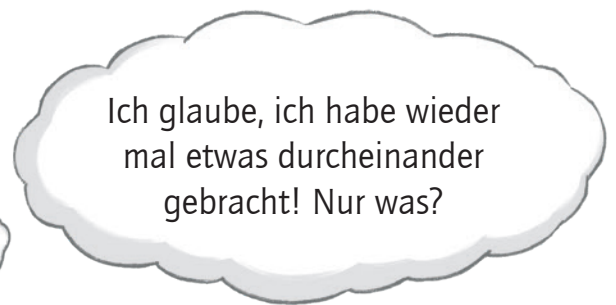 Ich glaube, ich habe wieder
mal etwas durcheinander
gebracht! Nur was?